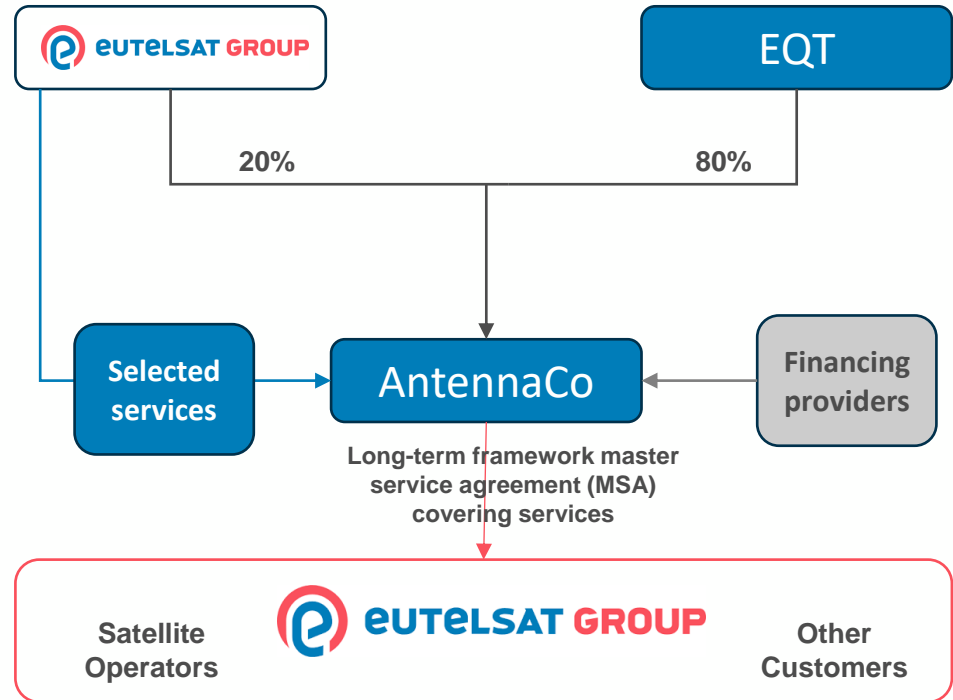 eutelsat GROUP
EQT
20%
80%
Selected
services
AntennaCo
Financing
providers
Long-term framework master
service agreement (MSA)
covering services
Satellite
Operators
eutelsat GROUP
Other
Customers